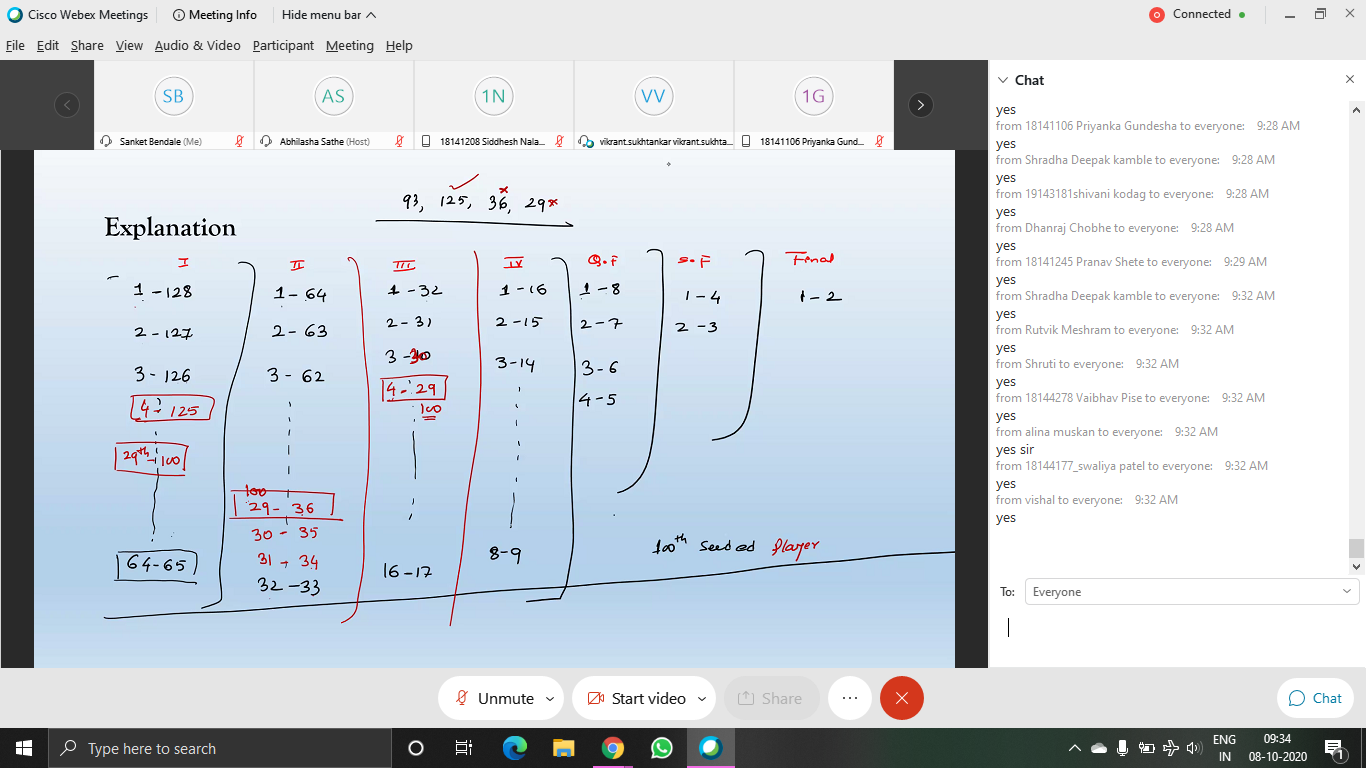 Cisco Webex Meetings Meeting Info Hide menu bar Connected
File Edit Share View Audio & Video Participant Meeting Help
SB AS 1N VV 1G
Sanket Bendale (Me) Abhilasha Sathe (Host) 18141208 Siddhesh Nala... vikrant.sukhtankar vikrant.sukhta... 18141106 Priyanka Gund...
93, 125, 36, 29
Explanation
I II III IV Q.F S.F Final
1-128 1-64 1-32 1-16 1-8 1-4 1-2
2-127 2-63 2-31 2-15 2-7 2-3
3-126 3-62 3-30 3-14 3-6
4-125 4-29 4-5
100
29th-100
100
29-36
30-35
31-34
64-65 32-33 16-17 8-9 100th seeded Player
Chat
yes
from 18141106 Priyanka Gundesha to everyone: 9:28 AM
yes
from Shradha Deepak kamble to everyone: 9:28 AM
yes
from 19143181shivani kodag to everyone: 9:28 AM
yes
from Dhanraj Chobhe to everyone: 9:28 AM
yes
from 18141245 Pranav Shete to everyone: 9:29 AM
yes
from Shradha Deepak kamble to everyone: 9:32 AM
yes
from Rutvik Meshram to everyone: 9:32 AM
yes
from Shruti to everyone: 9:32 AM
yes
from 18144278 Vaibhav Pise to everyone: 9:32 AM
yes
from alina muskan to everyone: 9:32 AM
yes sir
from 18144177_swaliya patel to everyone: 9:32 AM
yes
from vishal to everyone: 9:32 AM
yes
To: Everyone
Unmute Start video Share Chat
Type here to search
ENG 09:34
IN 08-10-2020 1